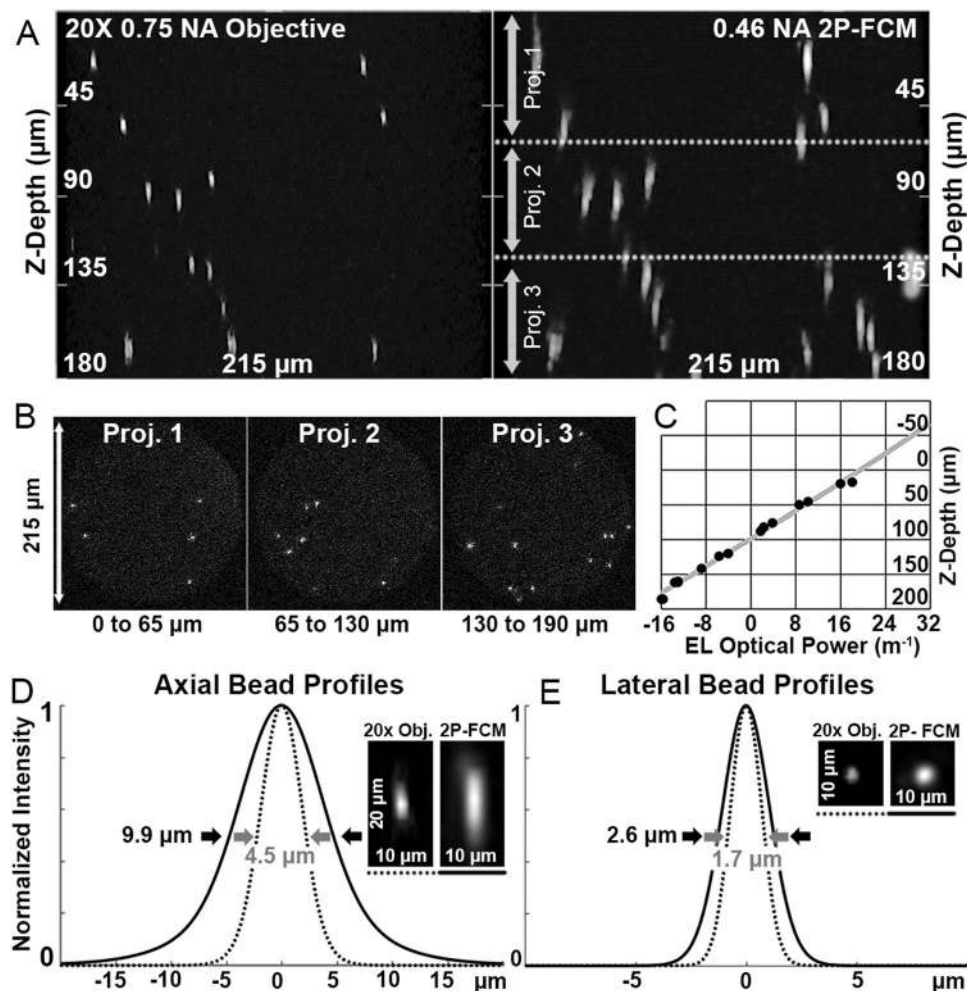 A
20X 0.75 NA Objective
0.46 NA 2P-FCM
Z-Depth (µm)
45
90
135
180
215 µm
Proj. 1
Proj. 2
Proj. 3
215 µm
45
90
135
180
Z-Depth (µm)
B
Proj. 1
Proj. 2
Proj. 3
215 µm
0 to 65 µm
65 to 130 µm
130 to 190 µm
C
-50
0
50
100
150
200
Z-Depth (µm)
-16 -8 0 8 16 24 32
EL Optical Power (m⁻¹)
D
Axial Bead Profiles
Normalized Intensity
1
0
9.9 µm
4.5 µm
20x Obj.
2P-FCM
20 µm
10 µm
10 µm
-15 -10 -5 0 5 10 15 µm
E
Lateral Bead Profiles
1
0
2.6 µm
1.7 µm
20x Obj.
2P- FCM
10 µm
10 µm
-5 0 5 µm